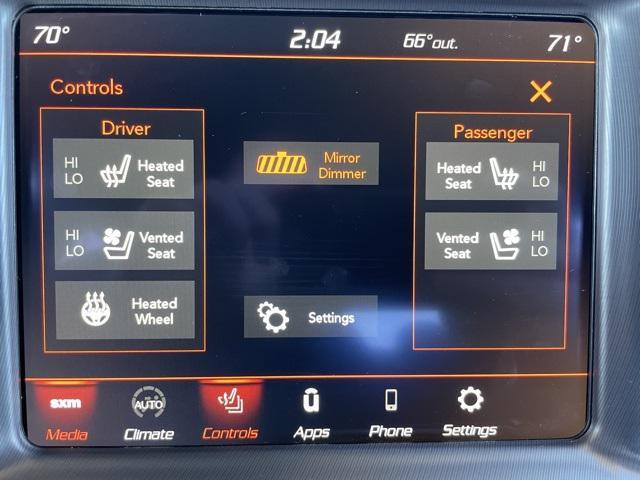 70° 2:04 66°out. 71°
Controls
Driver
HI
LO
Heated
Seat
HI
LO
Vented
Seat
Heated
Wheel
Mirror
Dimmer
Settings
Passenger
Heated
Seat
HI
LO
Vented
Seat
HI
LO
sxm AUTO
Media Climate Controls Apps Phone Settings